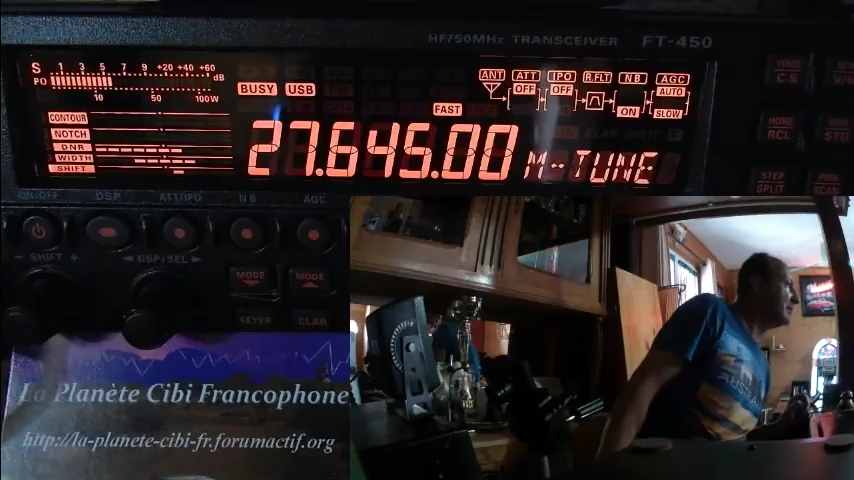 HF/50MHz TRANSCEIVER FT-450
S 1 3 5 7 9 +20 +40 +60 dB
PO 10 50 100W
BUSY USB
ANT ATT IPO R.FLT NB AGC
OFF OFF AUTO
ON SLOW
FAST
CONTOUR
NOTCH
DNR
WIDTH
SHIFT
27.645.00 M-TUNE
VOICE
C.S
HOME
RCL
STO
STEP
SPLIT
SCAN
ON/OFF DSP ATT/IPO NB AGC
- SHIFT + DSP/SEL
MODE MODE
KEYER CLAR
La Planète Cibi Francophone
http://la-planete-cibi-fr.forumactif.org